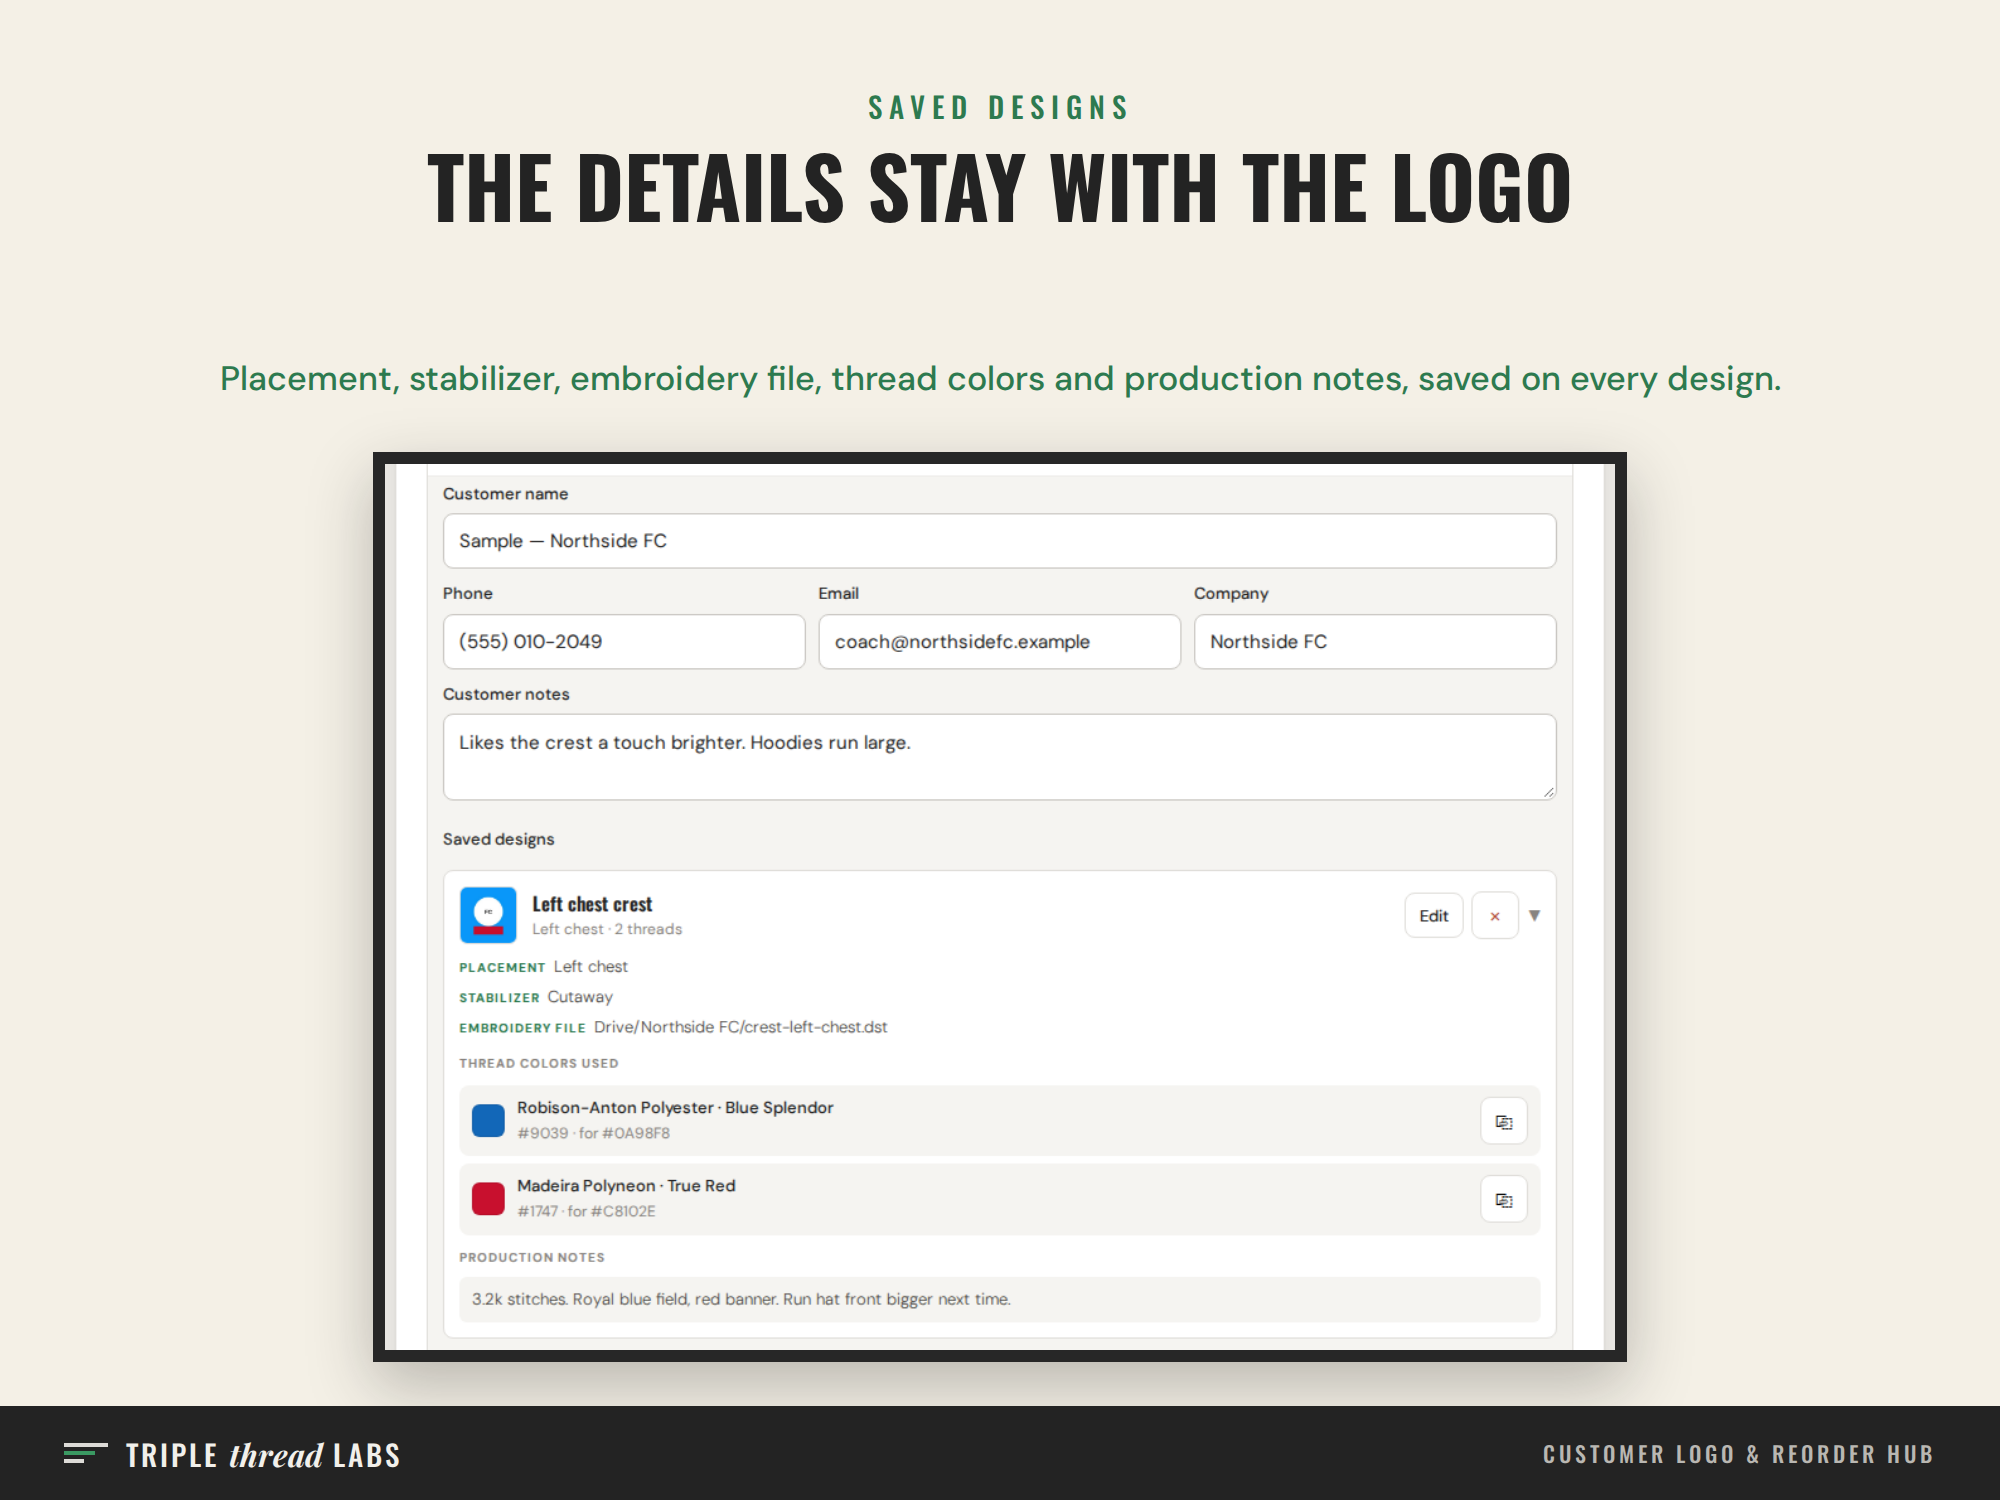 SAVED DESIGNS
THE DETAILS STAY WITH THE LOGO
Placement, stabilizer, embroidery file, thread colors and production notes, saved on every design.
Customer name
Sample — Northside FC
Phone Email Company
(555) 010-2049 coach@northsidefc.example Northside FC
Customer notes
Likes the crest a touch brighter. Hoodies run large.
Saved designs
FC
Left chest crest
Edit ×
Left chest · 2 threads
PLACEMENT Left chest
STABILIZER Cutaway
EMBROIDERY FILE Drive/Northside FC/crest-left-chest.dst
THREAD COLORS USED
Robison-Anton Polyester · Blue Splendor
#9039 · for #0A98F8
Madeira Polyneon · True Red
#1747 · for #C8102E
PRODUCTION NOTES
3.2k stitches. Royal blue field, red banner. Run hat front bigger next time.
TRIPLE thread LABS
CUSTOMER LOGO & REORDER HUB